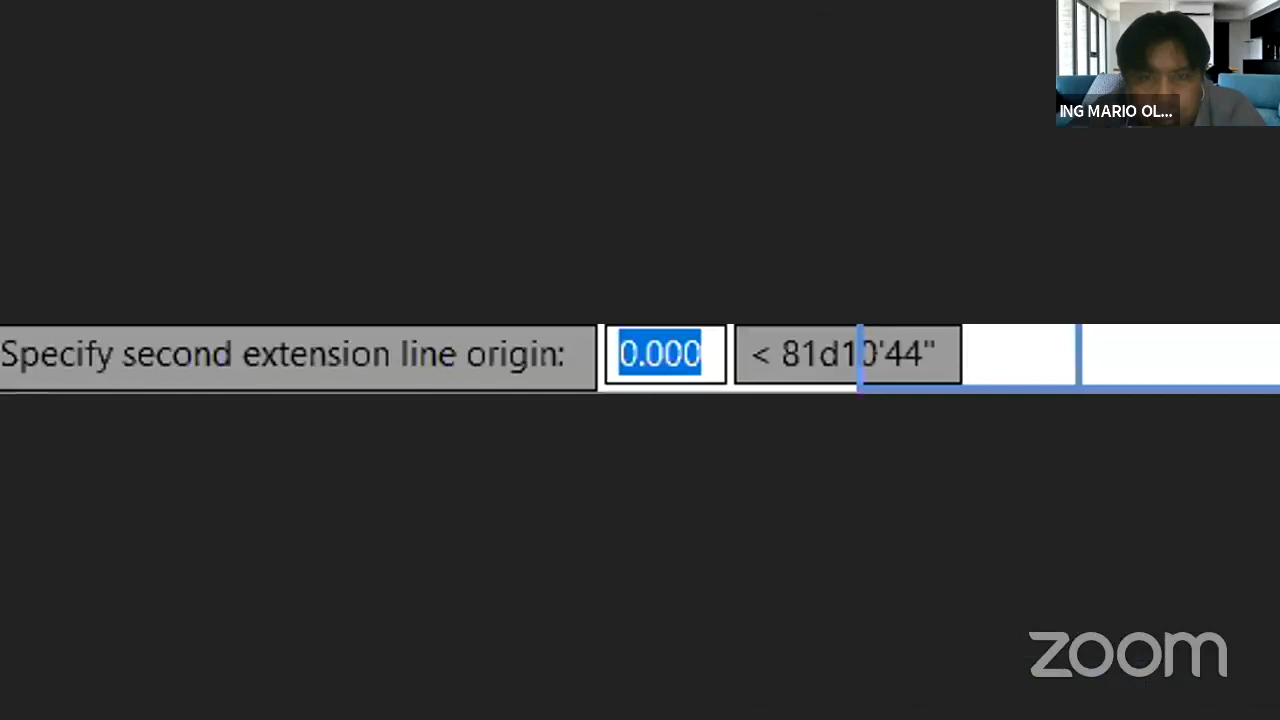 ING MARIO OL...
Specify second extension line origin: 0.000 < 81d10'44"
zoom